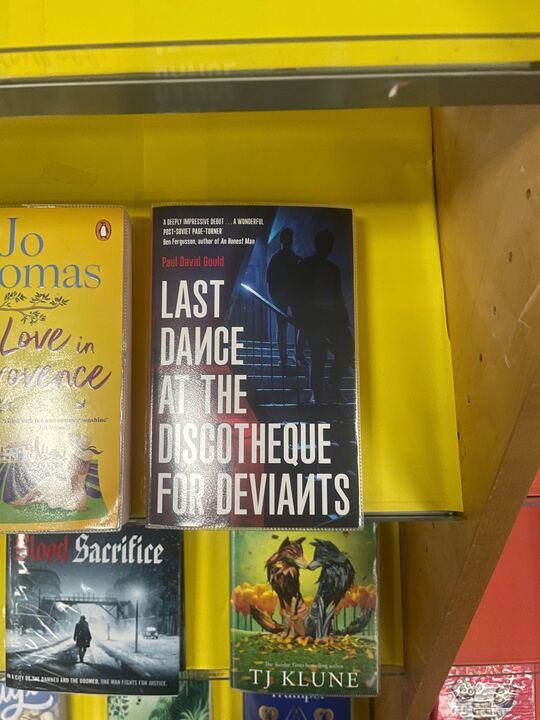 Jo
omas
Love in
rovence
'A DEEPLY IMPRESSIVE DEBUT . . . A WONDERFUL
POST-SOVIET PAGE-TURNER'
Ben Fergusson, author of An Honest Man
Paul David Gould
LAST
DANCE
AT THE
DISCOTHEQUE
FOR DEVIANTS
Blood Sacrifice
IN A CITY OF THE DAMNED AND THE DOOMED, ONE MAN FIGHTS FOR JUSTICE.
The Sunday Times bestselling author
TJ KLUNE